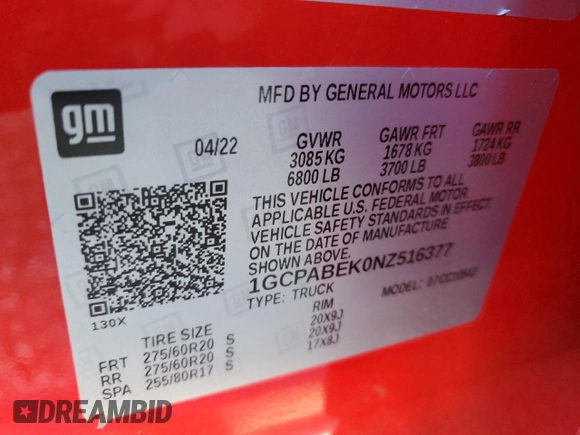 gm
MFD BY GENERAL MOTORS LLC
04/22 GVWR GAWR FRT GAWR RR
3085 KG 1678 KG 1724 KG
6800 LB 3700 LB 3800 LB
THIS VEHICLE CONFORMS TO ALL
APPLICABLE U.S. FEDERAL MOTOR
VEHICLE SAFETY STANDARDS IN EFFECT
ON THE DATE OF MANUFACTURE
SHOWN ABOVE.
1GCPABEK0NZ516377
TYPE: TRUCK MODEL:
130X
TIRE SIZE RIM
FRT 275/60R20 S 20X9J
RR 275/60R20 S 20X9J
SPA 255/80R17 S 17X8J
DREAMBID